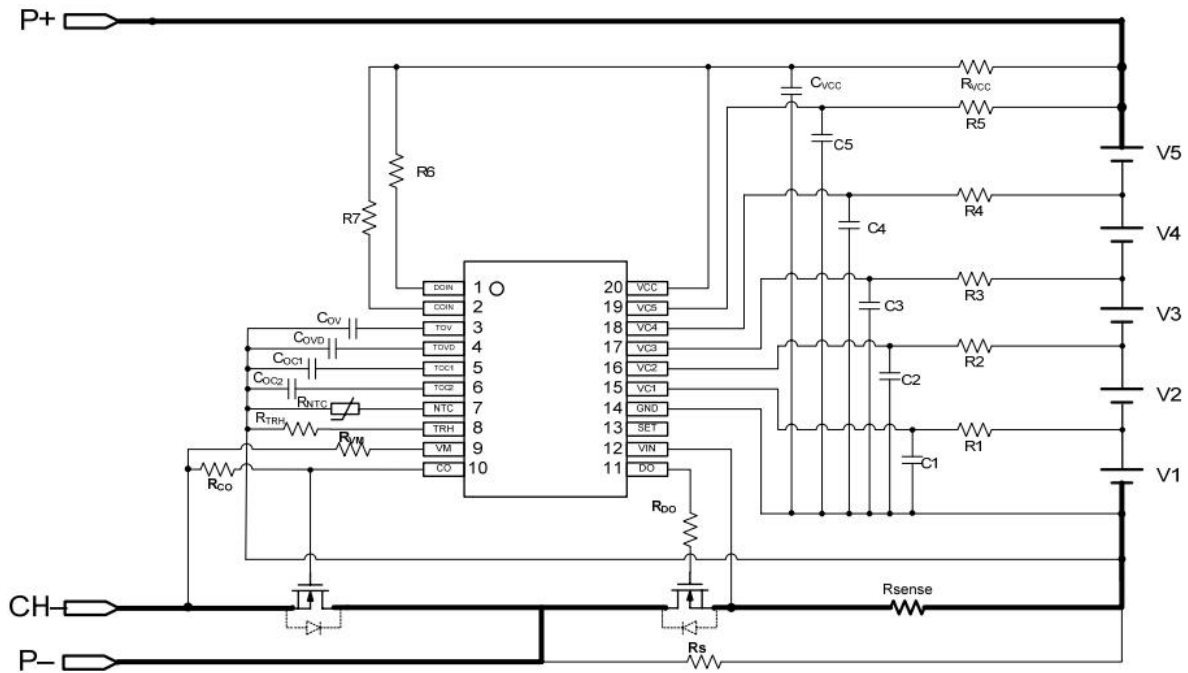 P+
CVCC
RVCC
R5
C5
V5
R6
R4
R7
C4
V4
R3
C3
V3
R2
C2
V2
R1
C1
V1
DOIN 1 20 VCC
COIN 2 19 VC5
COV TOV 3 18 VC4
COVD TOVD 4 17 VC3
COC1 TOC1 5 16 VC2
COC2 TOC2 6 15 VC1
RNTC NTC 7 14 GND
RTRH TRH 8 13 SET
RVM VM 9 12 VIN
RCO CO 10 11 DO
RDO
Rsense
CH–
Rs
P–